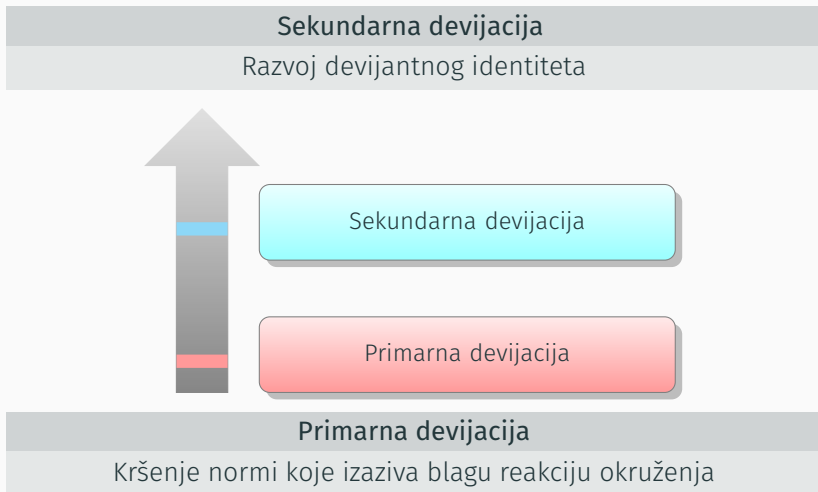 Sekundarna devijacija
Razvoj devijantnog identiteta
Sekundarna devijacija
Primarna devijacija
Primarna devijacija
Kršenje normi koje izaziva blagu reakciju okruženja